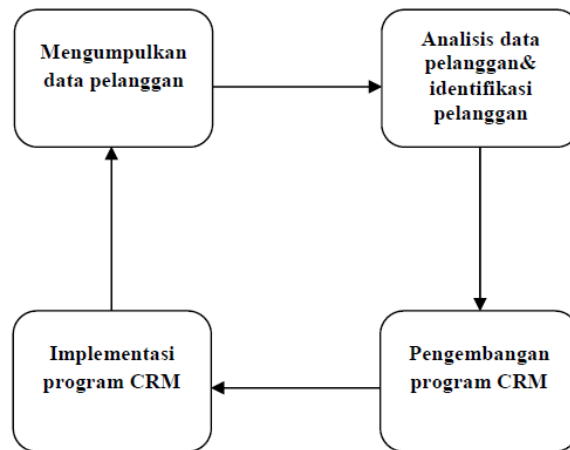 Mengumpulkan
data pelanggan
Analisis data
pelanggan&
identifikasi
pelanggan
Implementasi
program CRM
Pengembangan
program CRM